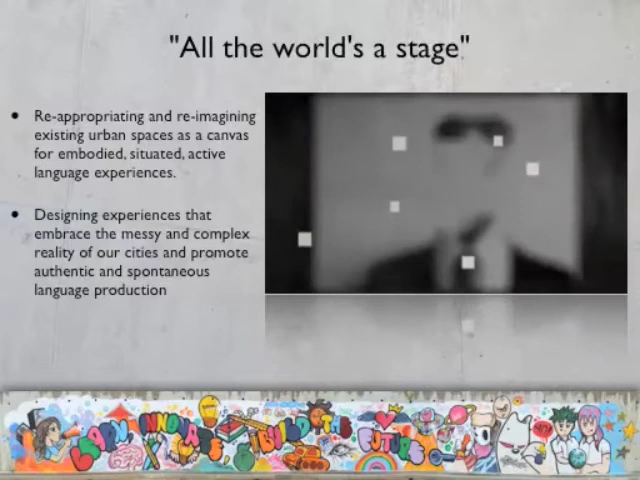 "All the world's a stage"
• Re-appropriating and re-imagining
existing urban spaces as a canvas
for embodied, situated, active
language experiences.
• Designing experiences that
embrace the messy and complex
reality of our cities and promote
authentic and spontaneous
language production
LEARN, INNOVATE, BUILD THE
FUTURE